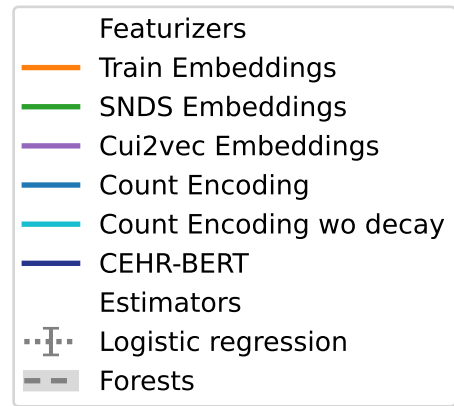 Featurizers
Train Embeddings
SNDS Embeddings
Cui2vec Embeddings
Count Encoding
Count Encoding wo decay
CEHR-BERT
Estimators
Logistic regression
Forests